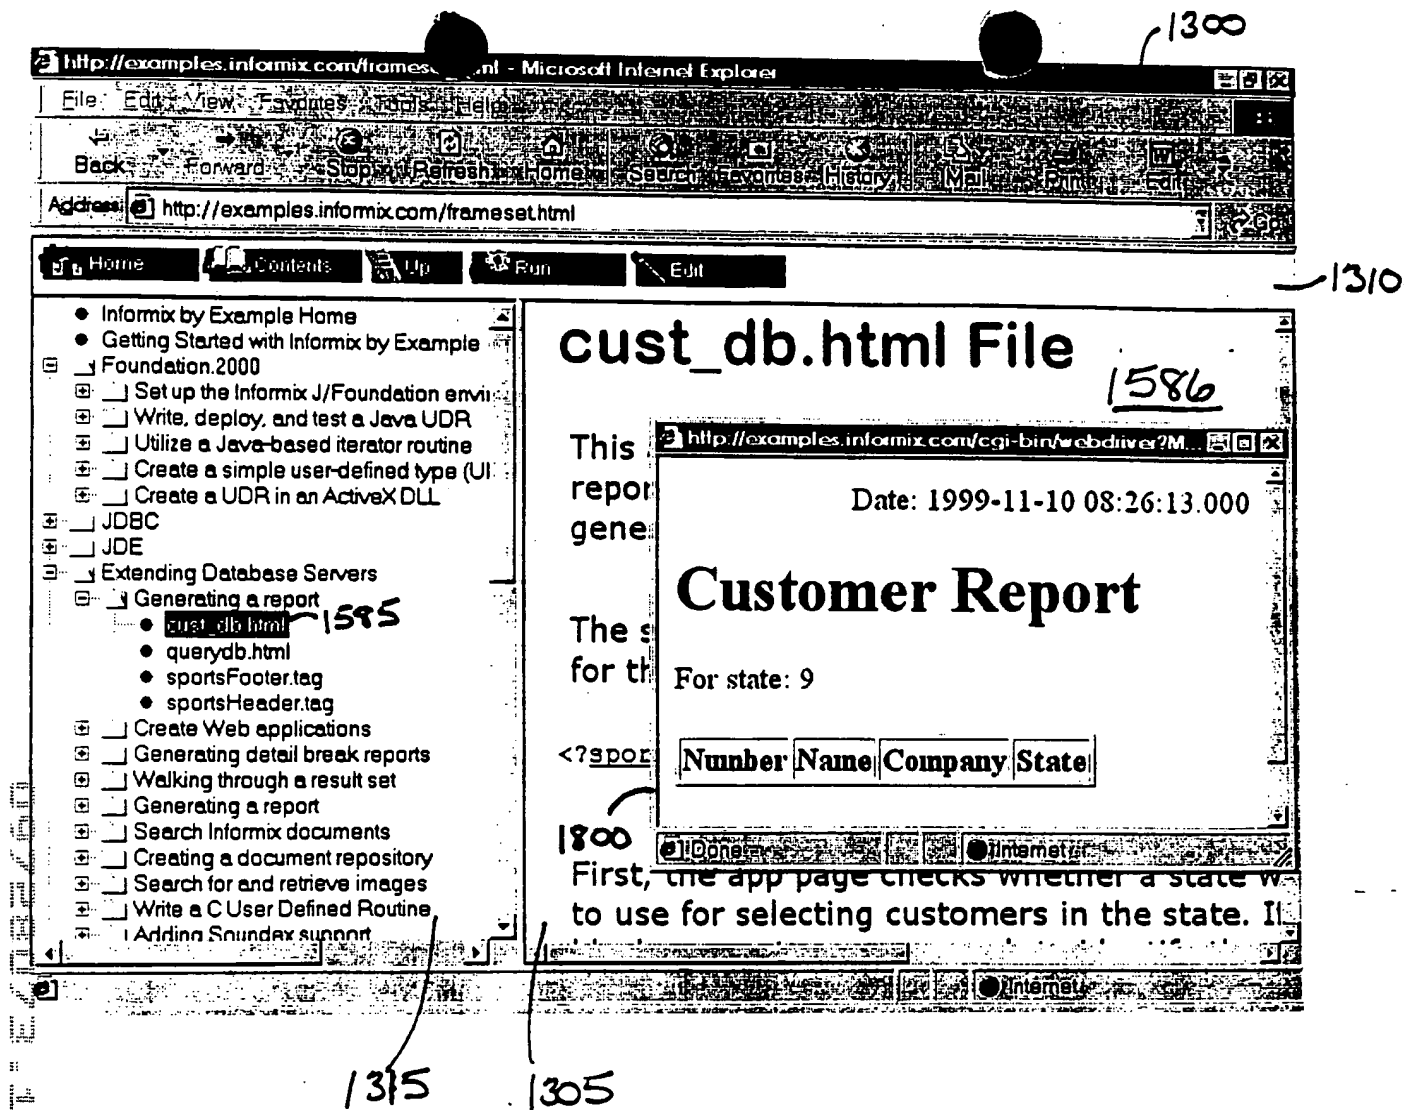 1300
http://examples.informix.com/frameset.html - Microsoft Internet Explorer
File Edit View Favorites Tools Help
Back Forward Stop Refresh Home Search Favorites History Mail Print Edit
Address http://examples.informix.com/frameset.html Go
Home Contents Up Run Edit
1310
Informix by Example Home
Getting Started with Informix by Example
Foundation.2000
Set up the Informix J/Foundation envir
Write, deploy, and test a Java UDR
Utilize a Java-based iterator routine
Create a simple user-defined type (UI
Create a UDR in an ActiveX DLL
JDBC
JDE
Extending Database Servers
Generating a report
cust_db.html
1585
querydb.html
sportsFooter.tag
sportsHeader.tag
Create Web applications
Generating detail break reports
Walking through a result set
Generating a report
Search Informix documents
Creating a document repository
Search for and retrieve images
Write a C User Defined Routine
Adding Soundex support
cust_db.html File
1586
This
repor
gene
The s
for th
<?spor
1800
First, the app page checks whether a state w
to use for selecting customers in the state. If
http://examples.informix.com/cgi-bin/webdriver?M...
Date: 1999-11-10 08:26:13.000
Customer Report
For state: 9
Number Name Company State
Done Internet
Internet
1315
1305